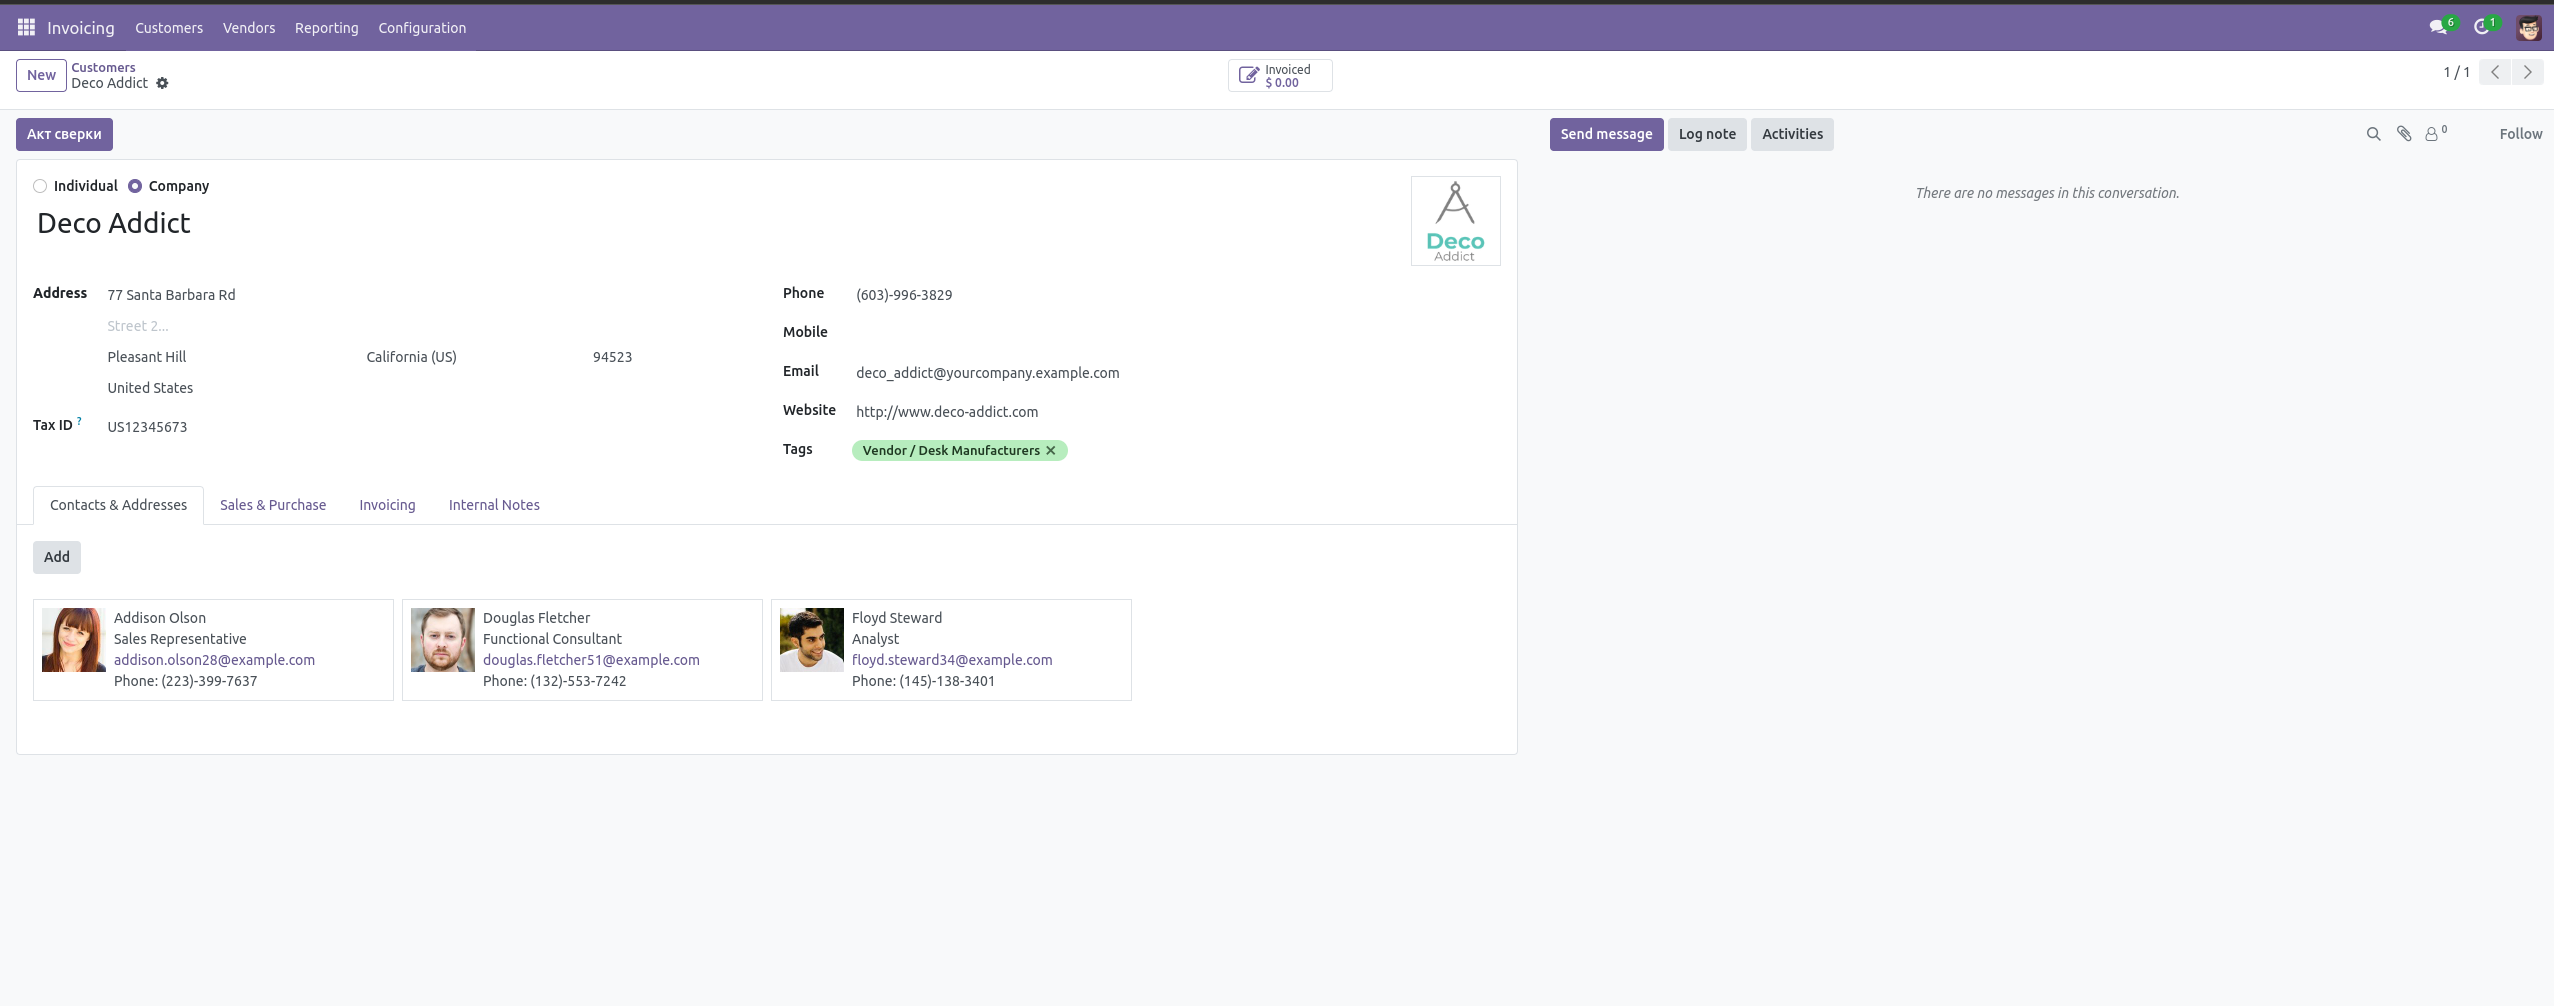 Invoicing Customers Vendors Reporting Configuration 6 1
New Customers
Deco Addict
Invoiced
$ 0.00
1 / 1
Акт сверки
Send message Log note Activities 0 Follow
There are no messages in this conversation.
Individual Company
Deco Addict
Deco
Addict
Address 77 Santa Barbara Rd
Street 2...
Pleasant Hill California (US) 94523
United States
Tax ID ? US12345673
Phone (603)-996-3829
Mobile
Email deco_addict@yourcompany.example.com
Website http://www.deco-addict.com
Tags Vendor / Desk Manufacturers
Contacts & Addresses Sales & Purchase Invoicing Internal Notes
Add
Addison Olson
Sales Representative
addison.olson28@example.com
Phone: (223)-399-7637
Douglas Fletcher
Functional Consultant
douglas.fletcher51@example.com
Phone: (132)-553-7242
Floyd Steward
Analyst
floyd.steward34@example.com
Phone: (145)-138-3401